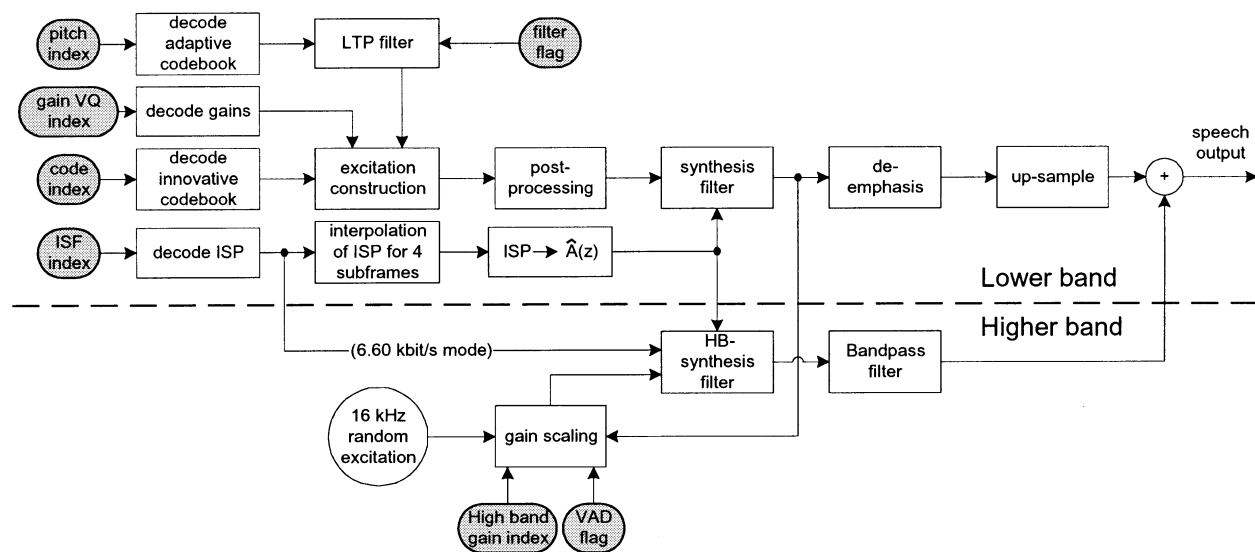 pitch
index
decode
adaptive
codebook
LTP filter
filter
flag
gain VQ
index
decode gains
code
index
decode
innovative
codebook
excitation
construction
post-
processing
synthesis
filter
de-
emphasis
up-sample
+
speech
output
ISF
index
decode ISP
interpolation
of ISP for 4
subframes
ISP → Â(z)
Lower band
Higher band
(6.60 kbit/s mode)
HB-
synthesis
filter
Bandpass
filter
16 kHz
random
excitation
gain scaling
High band
gain index
VAD
flag